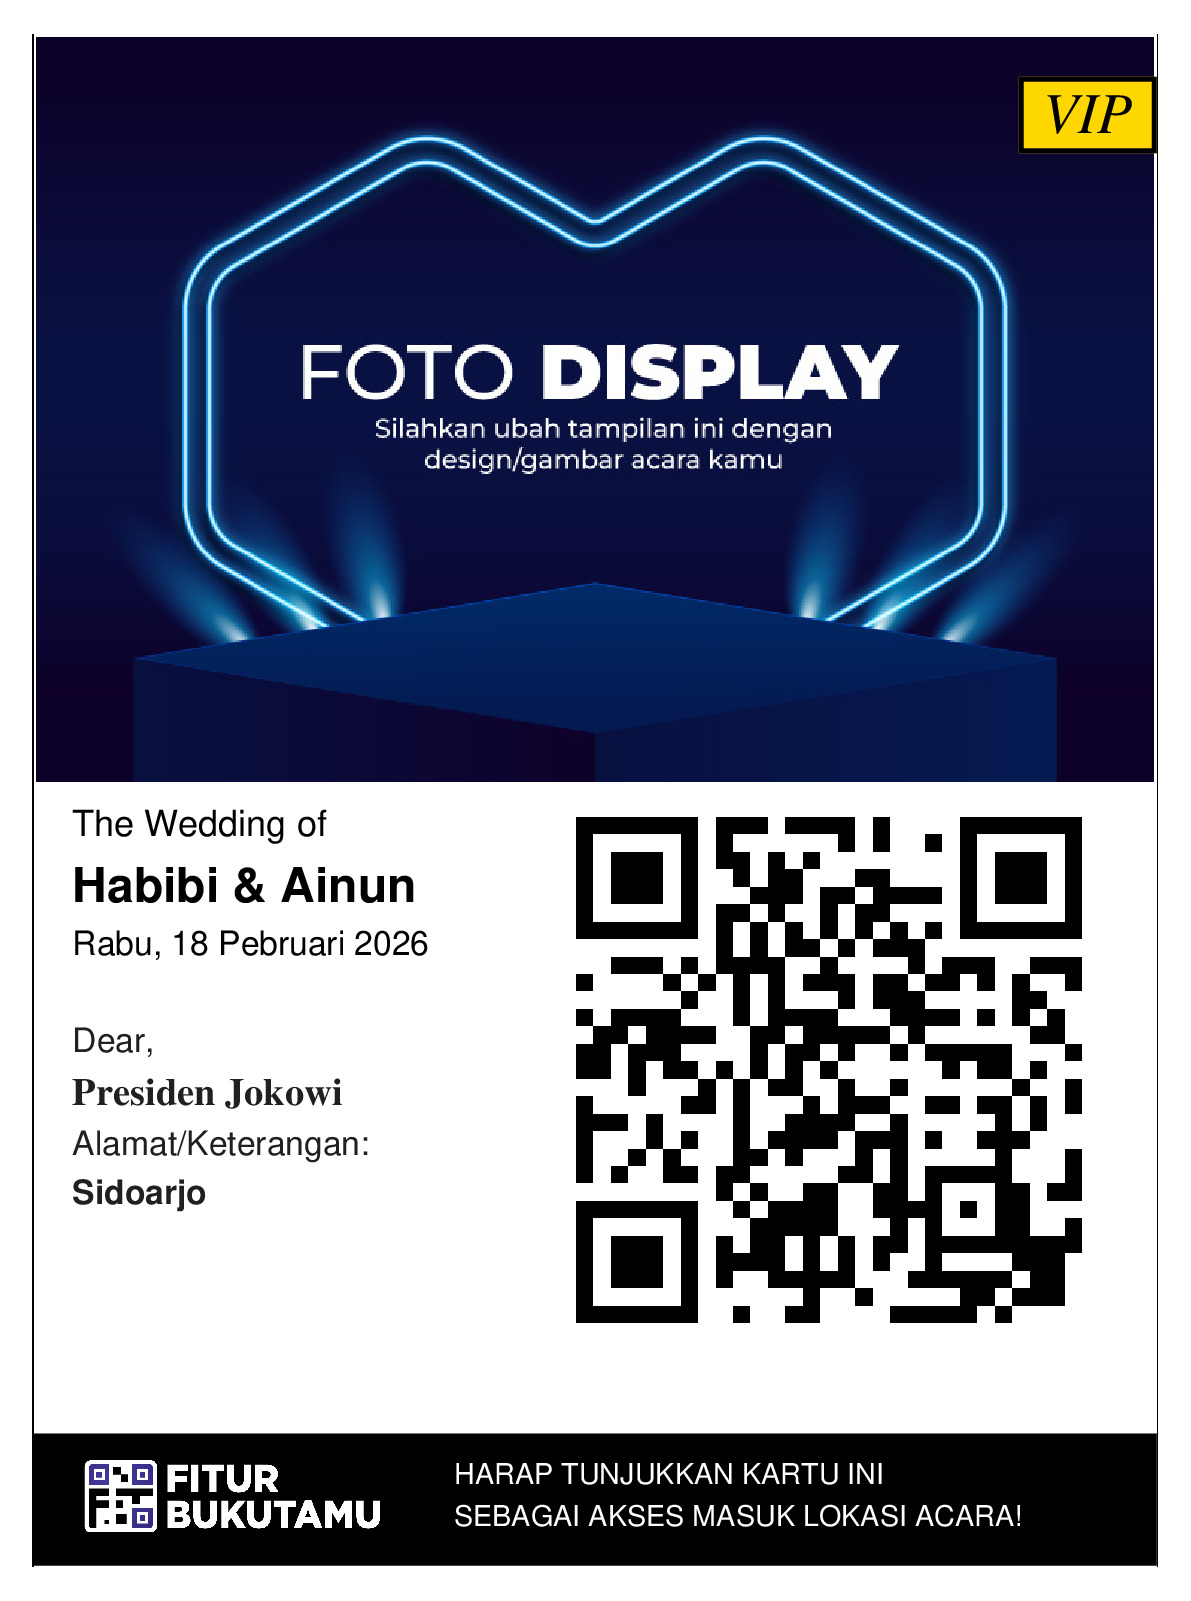 VIP
FOTO DISPLAY
Silahkan ubah tampilan ini dengan
design/gambar acara kamu
The Wedding of
Habibi & Ainun
Rabu, 18 Pebruari 2026
Dear,
Presiden Jokowi
Alamat/Keterangan:
Sidoarjo
FITUR
BUKUTAMU
HARAP TUNJUKKAN KARTU INI
SEBAGAI AKSES MASUK LOKASI ACARA!